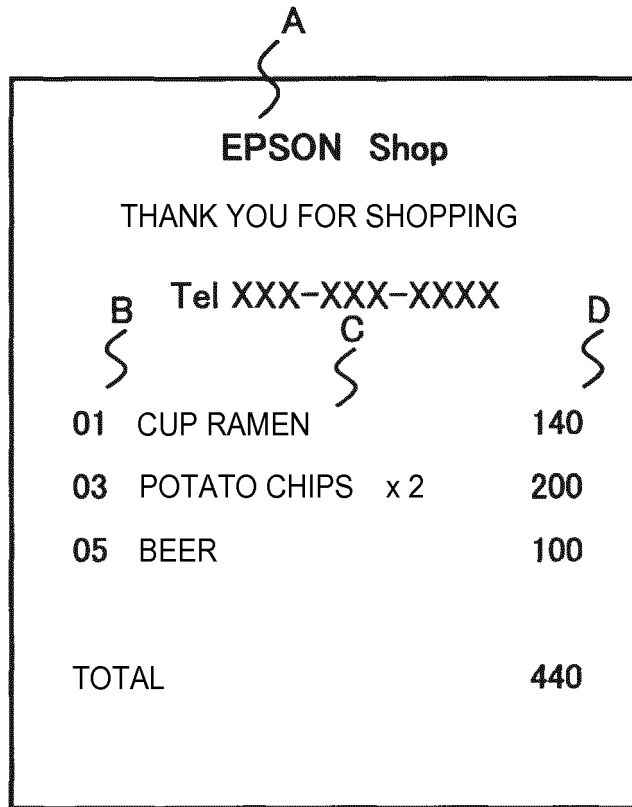 A
EPSON Shop
THANK YOU FOR SHOPPING
Tel XXX-XXX-XXXX
B C D
01 CUP RAMEN 140
03 POTATO CHIPS x 2 200
05 BEER 100
TOTAL 440